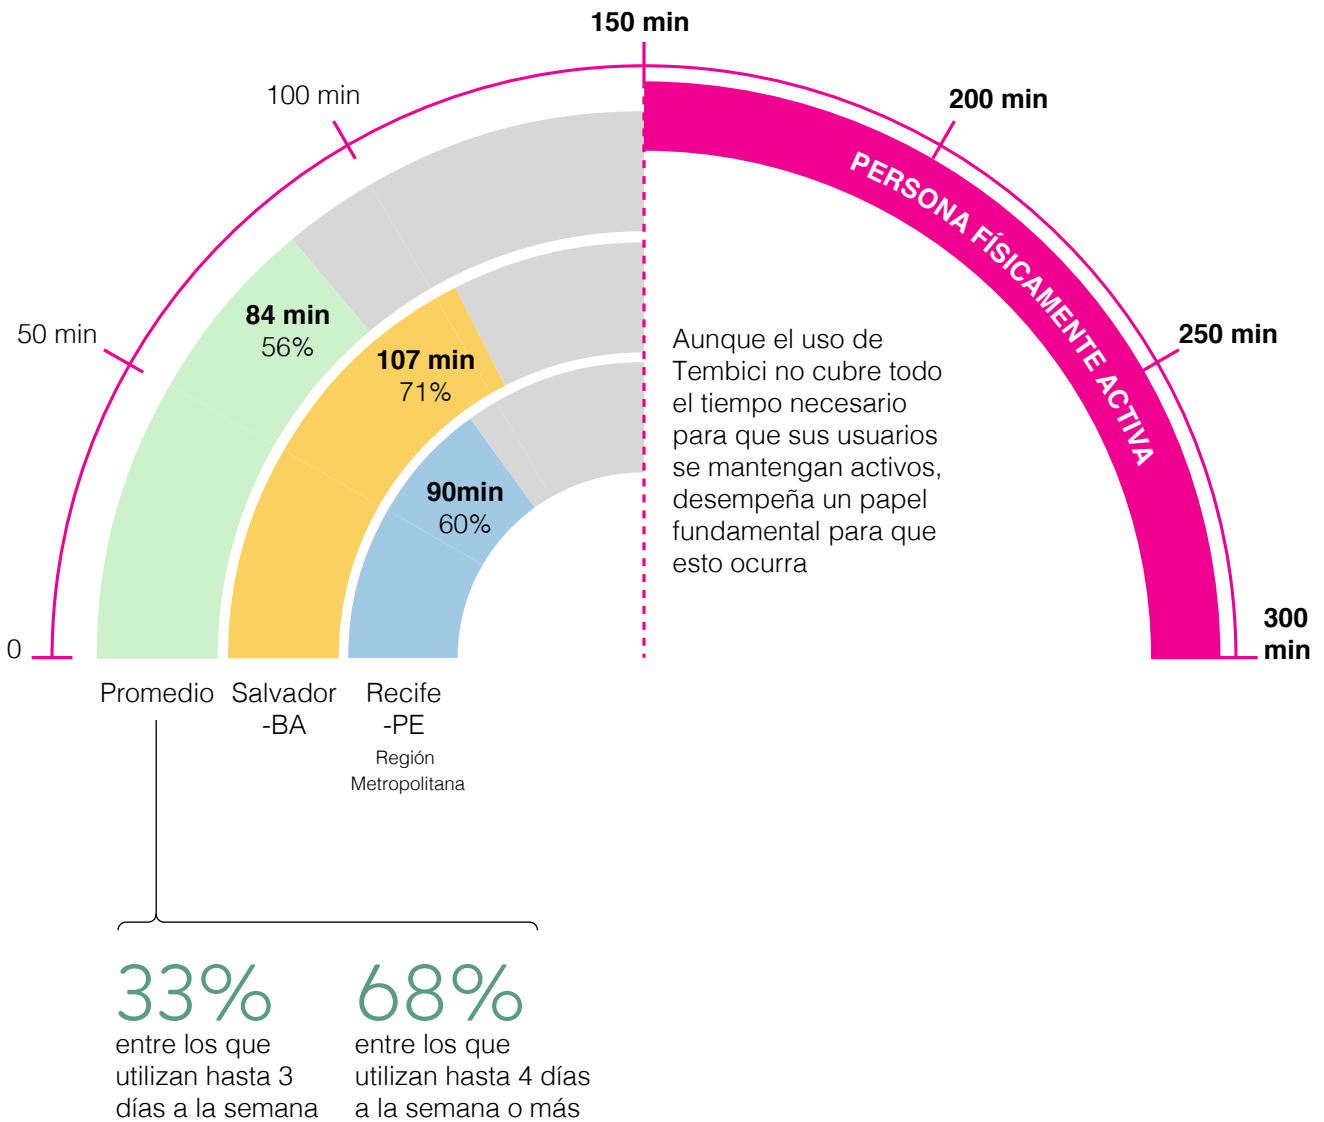 150 min
100 min
200 min
50 min
250 min
0
300
min
PERSONA FÍSICAMENTE ACTIVA
84 min
56%
107 min
71%
90min
60%
Aunque el uso de
Tembici no cubre todo
el tiempo necesario
para que sus usuarios
se mantengan activos,
desempeña un papel
fundamental para que
esto ocurra
Promedio
Salvador
-BA
Recife
-PE
Región
Metropolitana
33%
entre los que
utilizan hasta 3
días a la semana
68%
entre los que
utilizan hasta 4 días
a la semana o más